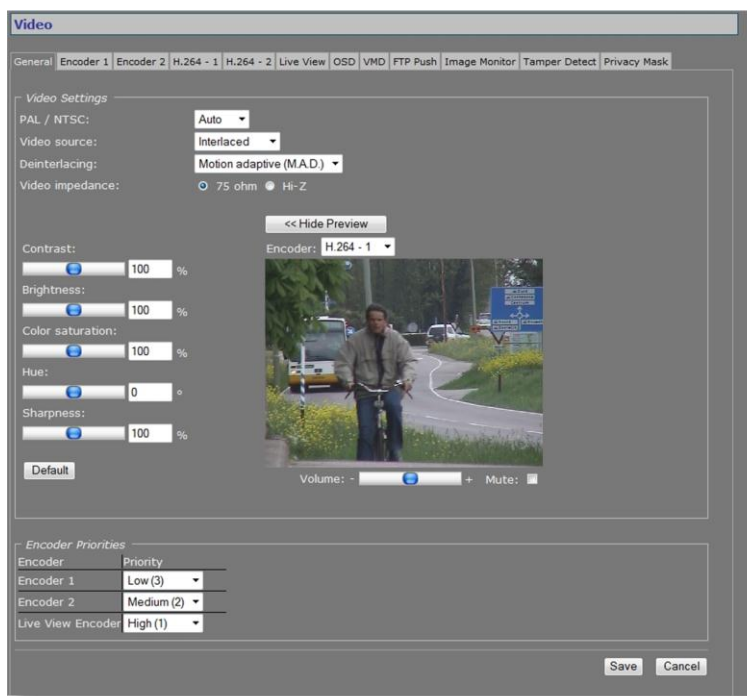 Video
General Encoder 1 Encoder 2 H.264 - 1 H.264 - 2 Live View OSD VMD FTP Push Image Monitor Tamper Detect Privacy Mask
Video Settings
PAL / NTSC: Auto
Video source: Interlaced
Deinterlacing: Motion adaptive (M.A.D.)
Video impedance: 75 ohm Hi-Z
<< Hide Preview
Encoder: H.264 - 1
Contrast:
100 %
Brightness:
100 %
Color saturation:
100 %
Hue:
0 °
Sharpness:
100 %
Default
Volume: - + Mute:
Encoder Priorities
Encoder Priority
Encoder 1 Low (3)
Encoder 2 Medium (2)
Live View Encoder High (1)
Save Cancel